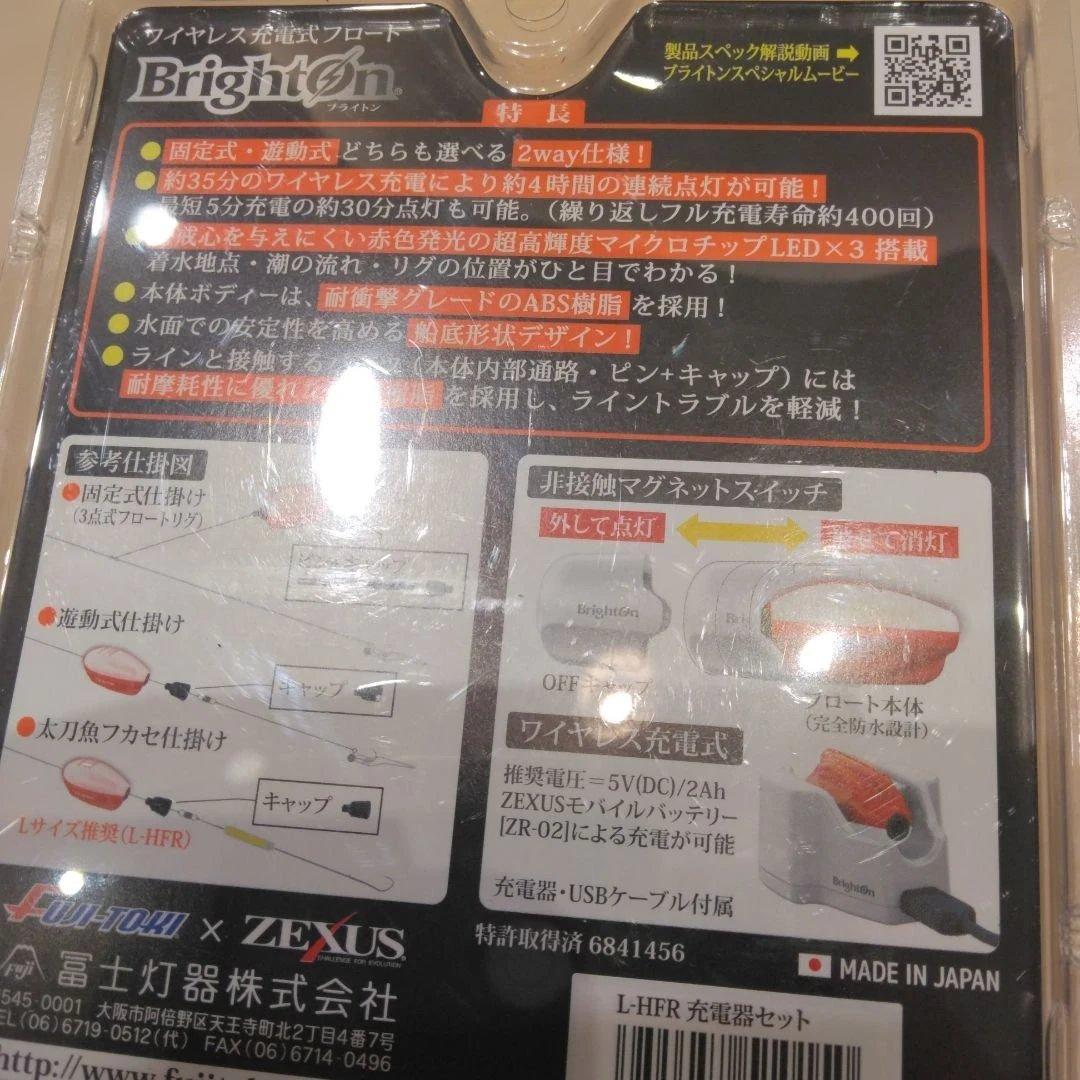 ワイヤレス充電式フロート
BrightOn
ブライトン
製品スペック解説動画➡
ブライトンスペシャルムービー
特長
固定式・遊動式 どちらも選べる 2way仕様！
約35分のワイヤレス充電により約4時間の連続点灯が可能！
最短5分充電の約30分点灯も可能。（繰り返しフル充電寿命約400回）
戒心を与えにくい赤色発光の超高輝度マイクロチップLED×3 搭載
着水地点・潮の流れ・リグの位置がひと目でわかる！
本体ボディーは、耐衝撃グレードのABS樹脂 を採用！
水面での安定性を高める 船底形状デザイン！
ラインと接触する（本体内部通路・ピン+キャップ）には
耐摩耗性に優れ 樹脂 を採用し、ライントラブルを軽減！
参考仕掛図
固定式仕掛け
（3点式フロートリグ）
遊動式仕掛け
キャップ
太刀魚フカセ仕掛け
キャップ
Lサイズ推奨（L-HFR）
非接触マグネットスイッチ
外して点灯
消灯
BrightOn
Bri
OFFキャップ
フロート本体
（完全防水設計）
ワイヤレス充電式
推奨電圧＝5V(DC)/2Ah
ZEXUSモバイルバッテリー
[ZR-02]による充電が可能
BrightOn
充電器・USBケーブル付属
FUJI-TOKI × ZEXUS
CHALLENGE FOR EVOLUTION
特許取得済 6841456
MADE IN JAPAN
Fuji 冨士灯器株式会社
545-0001 大阪市阿倍野区天王寺町北2丁目4番7号
TEL(06)6719-0512(代) FAX(06)6714-0496
L-HFR 充電器セット